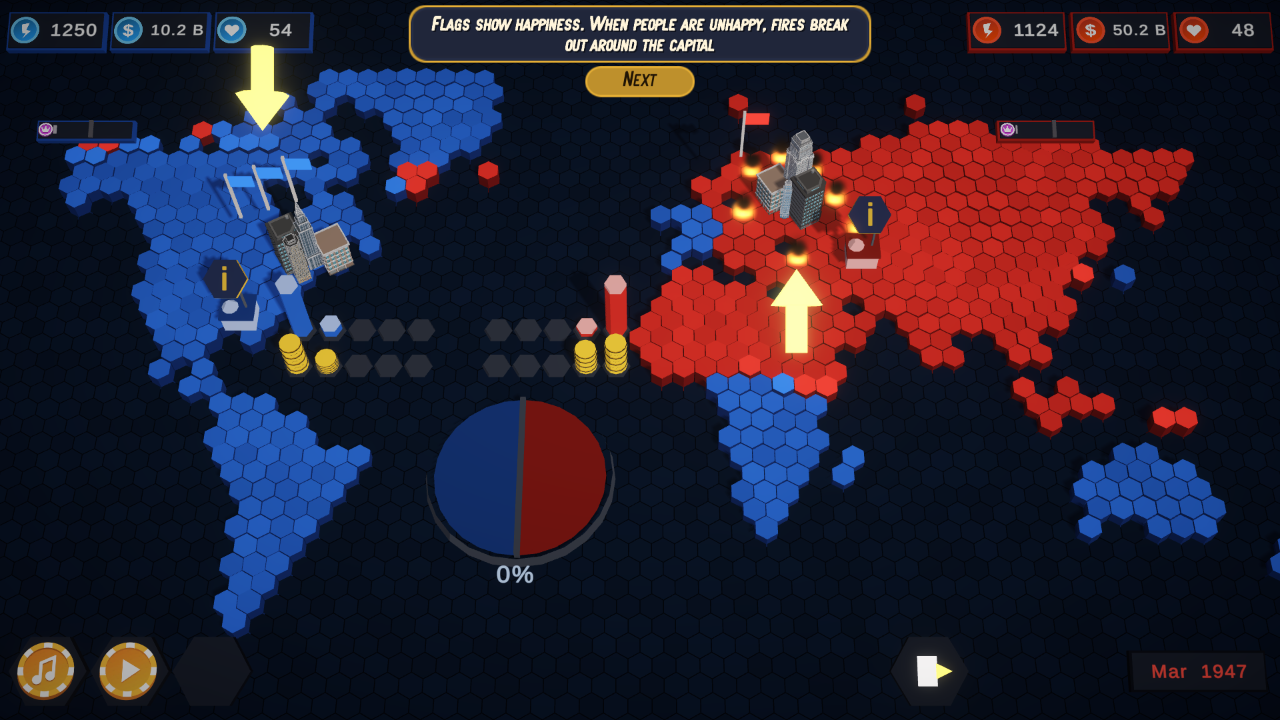 1250
$ 10.2 B
54
Flags show happiness. When people are unhappy, fires break
out around the capital
Next
1124
$ 50.2 B
48
i
i
0%
Mar 1947